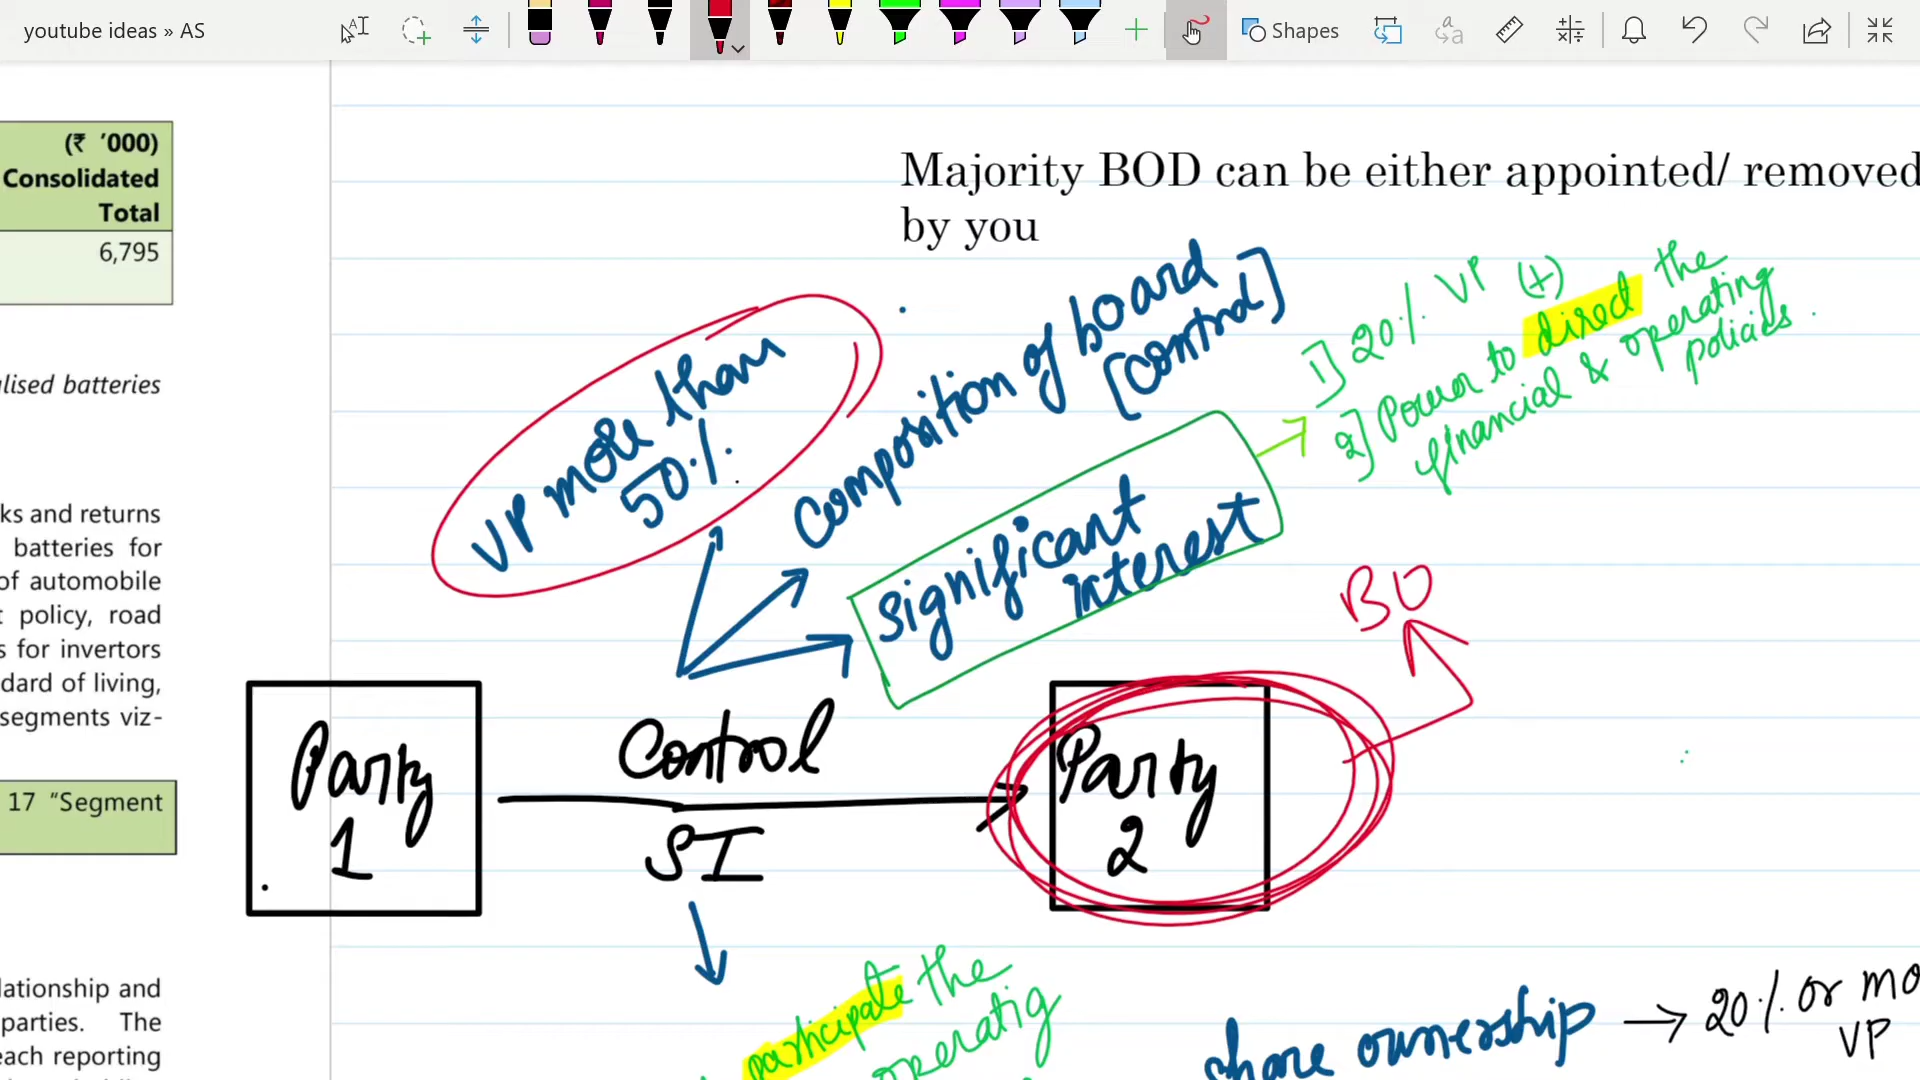 youtube ideas » AS
Shapes
(₹ '000)
Consolidated
Total
6,795
alised batteries
ks and returns
batteries for
of automobile
t policy, road
s for invertors
dard of living,
segments viz-
17 “Segment
lationship and
parties. The
each reporting
Majority BOD can be either appointed/ removed
by you
VP more than
50%
Composition of board
[Control]
Significant
interest
1] 20% VP (+)
2] Power to direct the
financial & operating
policies.
BO
Party
1
Control
SI
Party
2
participate the
operatig
share ownership → 20% or mo
VP